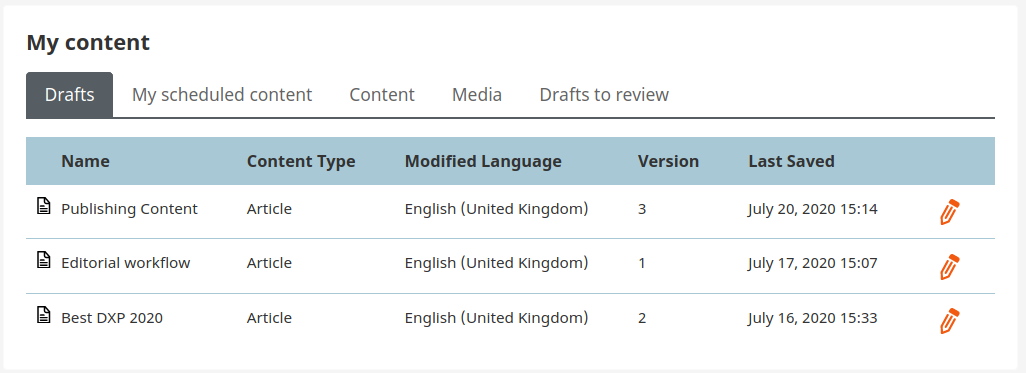 My content
Drafts My scheduled content Content Media Drafts to review
Name Content Type Modified Language Version Last Saved
Publishing Content Article English (United Kingdom) 3 July 20, 2020 15:14
Editorial workflow Article English (United Kingdom) 1 July 17, 2020 15:07
Best DXP 2020 Article English (United Kingdom) 2 July 16, 2020 15:33